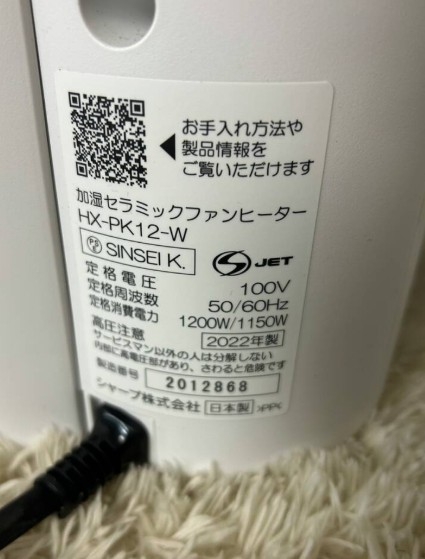 お手入れ方法や
製品情報を
ご覧いただけます
加湿セラミックファンヒーター
HX-PK12-W
PSE SINSEI K. S JET
定格電圧 100V
定格周波数 50/60Hz
定格消費電力 1200W/1150W
高圧注意 2022年製
サービスマン以外の人は分解しない
内部に高電圧部があり、さわると危険です
製造番号 2012868
シャープ株式会社 日本製 >PP<